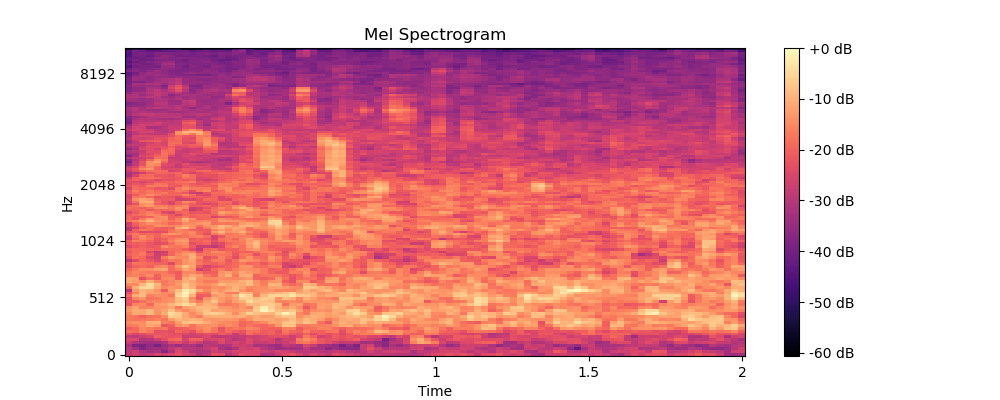 Mel Spectrogram
Hz
8192
4096
2048
1024
512
0
0
0.5
1
1.5
2
Time
+0 dB
-10 dB
-20 dB
-30 dB
-40 dB
-50 dB
-60 dB